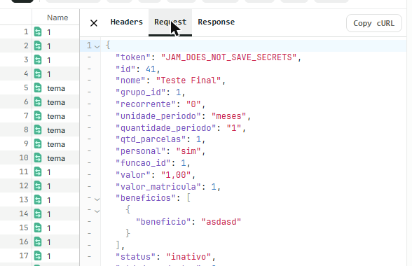 Name
Headers Request Response Copy cURL
1 1
2 1
3 1
4 1
5 tema
6 tema
7 tema
8 tema
9 tema
10 tema
11 1
12 1
13 1
14 1
15 1
16 1
17 1
1 {
"token": "JAM_DOES_NOT_SAVE_SECRETS",
"id": 41,
"nome": "Teste Final",
"grupo_id": 1,
"recorrente": "0",
"unidade_periodo": "meses",
"quantidade_periodo": "1",
"qtd_parcelas": 1,
"personal": "sim",
"funcao_id": 1,
"valor": "1,00",
"valor_matricula": 1,
"beneficios": [
{
"beneficio": "asdasd"
}
],
"status": "inativo",